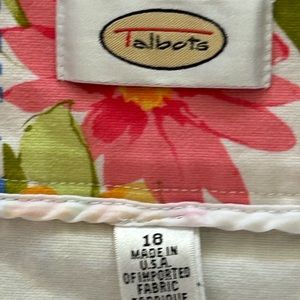 Talbots
18
MADE IN
U.S.A.
OF IMPORTED
FABRIC